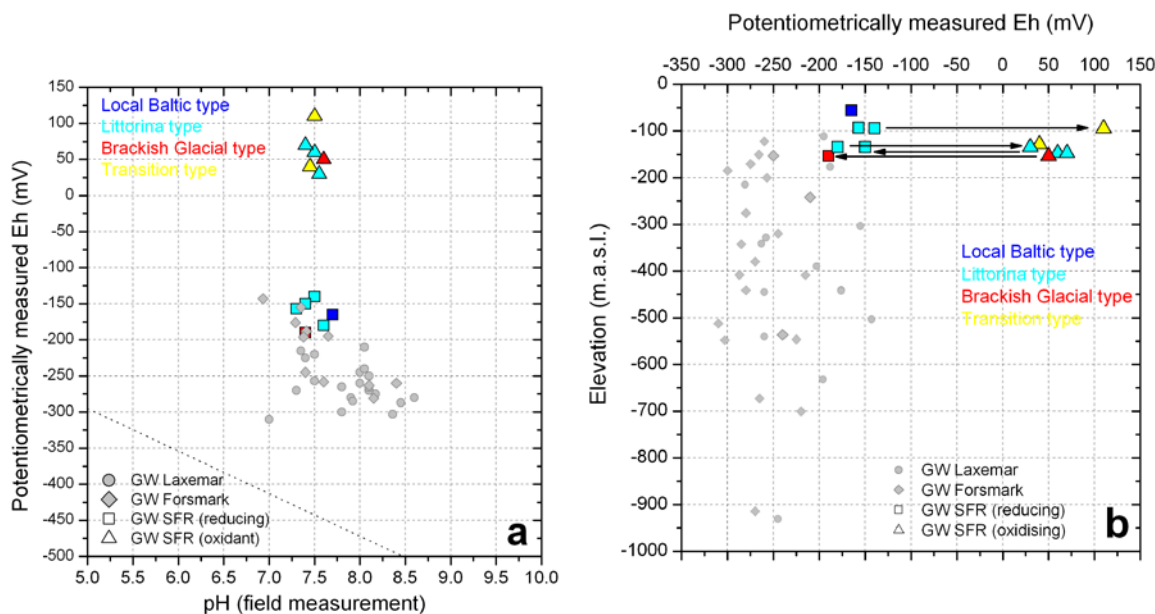 Potentiometrically measured Eh (mV)
150
100
50
0
-50
-100
-150
-200
-250
-300
-350
-400
-450
-500
Local Baltic type
Littorina type
Brackish Glacial type
Transition type
GW Laxemar
GW Forsmark
GW SFR (reducing)
GW SFR (oxidant)
a
5.0 5.5 6.0 6.5 7.0 7.5 8.0 8.5 9.0 9.5 10.0
pH (field measurement)
Potentiometrically measured Eh (mV)
-350 -300 -250 -200 -150 -100 -50 0 50 100 150
Elevation (m.a.s.l.)
0
-100
-200
-300
-400
-500
-600
-700
-800
-900
-1000
Local Baltic type
Littorina type
Brackish Glacial type
Transition type
GW Laxemar
GW Forsmark
GW SFR (reducing)
GW SFR (oxidising)
b